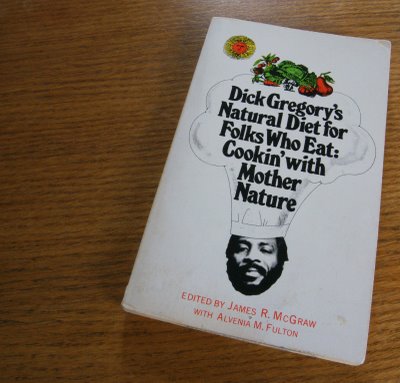 Dick Gregory's
Natural Diet for
Folks Who Eat:
Cookin' with
Mother
Nature
EDITED BY JAMES R. McGRAW
WITH ALVENIA M. FULTON